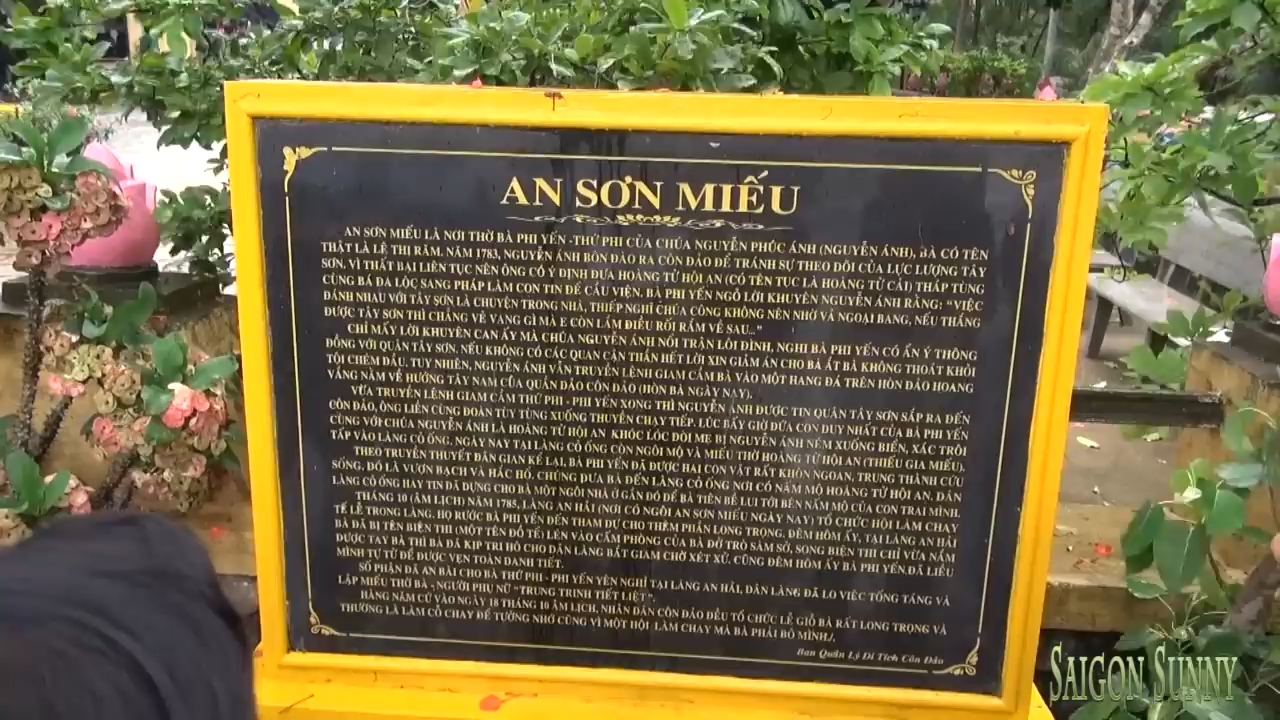 AN SƠN MIẾU
AN SƠN MIẾU LÀ NƠI THỜ BÀ PHI YẾN -THỨ PHI CỦA CHÚA NGUYỄN PHÚC ÁNH (NGUYỄN ÁNH), BÀ CÓ TÊN
THẬT LÀ LÊ THỊ RĂM. NĂM 1783, NGUYỄN ÁNH BÔN ĐÀO RA CÔN ĐẢO ĐỂ TRÁNH SỰ THEO DÕI CỦA LỰC LƯỢNG TÂY
SƠN. VÌ THẤT BẠI LIÊN TỤC NÊN ÔNG CÓ Ý ĐỊNH ĐƯA HOÀNG TỬ HỘI AN (CÓ TÊN TỤC LÀ HOÀNG TỬ CẢI) THÁP TÙNG
CÙNG BÁ ĐA LỘC SANG PHÁP LÀM CON TIN ĐỂ CẦU VIỆN. BÀ PHI YẾN NGỎ LỜI KHUYÊN NGUYỄN ÁNH RẰNG: “VIỆC
ĐÁNH NHAU VỚI TÂY SƠN LÀ CHUYỆN TRONG NHÀ, THIẾP NGHĨ CHÚA CÔNG KHÔNG NÊN NHỜ VẢ NGOẠI BANG, NẾU THẮNG
ĐƯỢC TÂY SƠN THÌ CHẲNG VẺ VANG GÌ MÀ E CÒN LẮM ĐIỀU RỐI RẮM VỀ SAU...”
CHỈ MẤY LỜI KHUYÊN CAN ẤY MÀ CHÚA NGUYỄN ÁNH NỔI TRẬN LÔI ĐÌNH, NGHI BÀ PHI YẾN CÓ ẨN Ý THÔNG
ĐỒNG VỚI QUÂN TÂY SƠN. NẾU KHÔNG CÓ CÁC QUAN CẬN THẦN HẾT LỜI XIN GIẢM ÁN CHO BÀ ẮT BÀ KHÔNG THOÁT KHỎI
TỘI CHÉM ĐẦU, TUY NHIÊN, NGUYỄN ÁNH VẪN TRUYỀN LỆNH GIAM CẦM BÀ VÀO MỘT HANG ĐÁ TRÊN HÒN ĐẢO HOANG
VẮNG NẰM VỀ HƯỚNG TÂY NAM CỦA QUẦN ĐẢO CÔN ĐẢO (HÒN BÀ NGÀY NAY).
VỪA TRUYỀN LỆNH GIAM CẦM THỨ PHI - PHI YẾN XONG THÌ NGUYỄN ÁNH ĐƯỢC TIN QUÂN TÂY SƠN SẮP RA ĐẾN
CÔN ĐẢO, ÔNG LIỀN CÙNG ĐOÀN TÙY TÙNG XUỐNG THUYỀN CHẠY TIẾP. LÚC BẤY GIỜ ĐỨA CON DUY NHẤT CỦA BÀ PHI YẾN
CÙNG VỚI CHÚA NGUYỄN ÁNH LÀ HOÀNG TỬ HỘI AN KHÓC LÓC ĐÒI MẸ BỊ NGUYỄN ÁNH NÉM XUỐNG BIỂN, XÁC TRÔI
TẤP VÀO LÀNG CỎ ỐNG. NGÀY NAY TẠI LÀNG CỎ ỐNG CÒN NGÔI MỘ VÀ MIẾU THỜ HOÀNG TỬ HỘI AN (THIẾU GIA MIẾU).
THEO TRUYỀN THUYẾT DÂN GIAN KỂ LẠI, BÀ PHI YẾN ĐÃ ĐƯỢC HAI CON VẬT RẤT KHÔN NGOAN, TRUNG THÀNH CỨU
SỐNG. ĐÓ LÀ VƯỢN BẠCH VÀ HẮC HỔ. CHÚNG ĐƯA BÀ ĐẾN LÀNG CỎ ỐNG NƠI CÓ NẤM MỘ HOÀNG TỬ HỘI AN. DÂN
LÀNG CỎ ỐNG HAY TIN ĐÃ DỰNG CHO BÀ MỘT NGÔI NHÀ Ở GẦN ĐÓ ĐỂ BÀ TIỆN BỀ LUI TỚI BÊN NẤM MỘ CỦA CON TRAI MÌNH.
THÁNG 10 (ÂM LỊCH) NĂM 1785, LÀNG AN HẢI (NƠI CÓ NGÔI AN SƠN MIẾU NGÀY NAY) TỔ CHỨC HỘI LÀM CHAY
TẾ LỄ TRONG LÀNG. HỌ RƯỚC BÀ PHI YẾN ĐẾN THAM DỰ CHO THÊM PHẦN LONG TRỌNG. ĐÊM HÔM ẤY, TẠI LÀNG AN HẢI
BÀ ĐÃ BỊ TÊN BIỆN THI (MỘT TÊN ĐỒ TỂ) LẺN VÀO CẤM PHÒNG CỦA BÀ DỞ TRÒ SÀM SỠ, SONG BIỆN THI CHỈ VỪA NẮM
ĐƯỢC TAY BÀ THÌ BÀ ĐÃ KỊP TRI HÔ CHO DÂN LÀNG BẮT GIAM CHỜ XÉT XỬ. CŨNG ĐÊM HÔM ẤY BÀ PHI YẾN ĐÃ LIỀU
MÌNH TỰ TỬ ĐỂ ĐƯỢC VẸN TOÀN DANH TIẾT.
SỐ PHẬN ĐÃ AN BÀI CHO BÀ THỨ PHI - PHI YẾN YÊN NGHỈ TẠI LÀNG AN HẢI, DÂN LÀNG ĐÃ LO VIỆC TỐNG TÁNG VÀ
LẬP MIẾU THỜ BÀ - NGƯỜI PHỤ NỮ “TRUNG TRINH TIẾT LIỆT”.
HÀNG NĂM CỨ VÀO NGÀY 18 THÁNG 10 ÂM LỊCH, NHÂN DÂN CÔN ĐẢO ĐỀU TỔ CHỨC LỄ GIỖ BÀ RẤT LONG TRỌNG VÀ
THƯỜNG LÀ LÀM CỖ CHAY ĐỂ TƯỞNG NHỚ CŨNG VÌ MỘT HỘI LÀM CHAY MÀ BÀ PHẢI BỎ MÌNH./.
Ban Quản Lý Di Tích Côn Đảo
SAIGON SUNNY